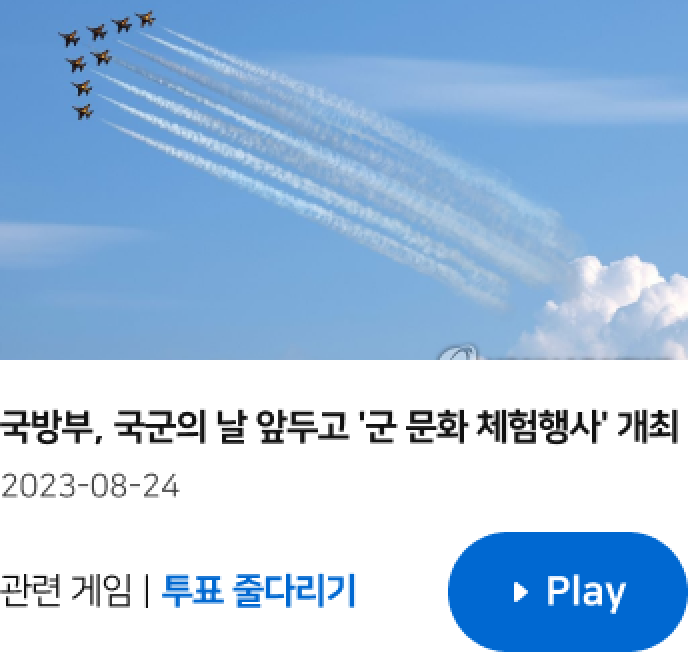 국방부, 국군의 날 앞두고 '군 문화 체험행사' 개최
2023-08-24
관련 게임 | 투표 줄다리기
Play